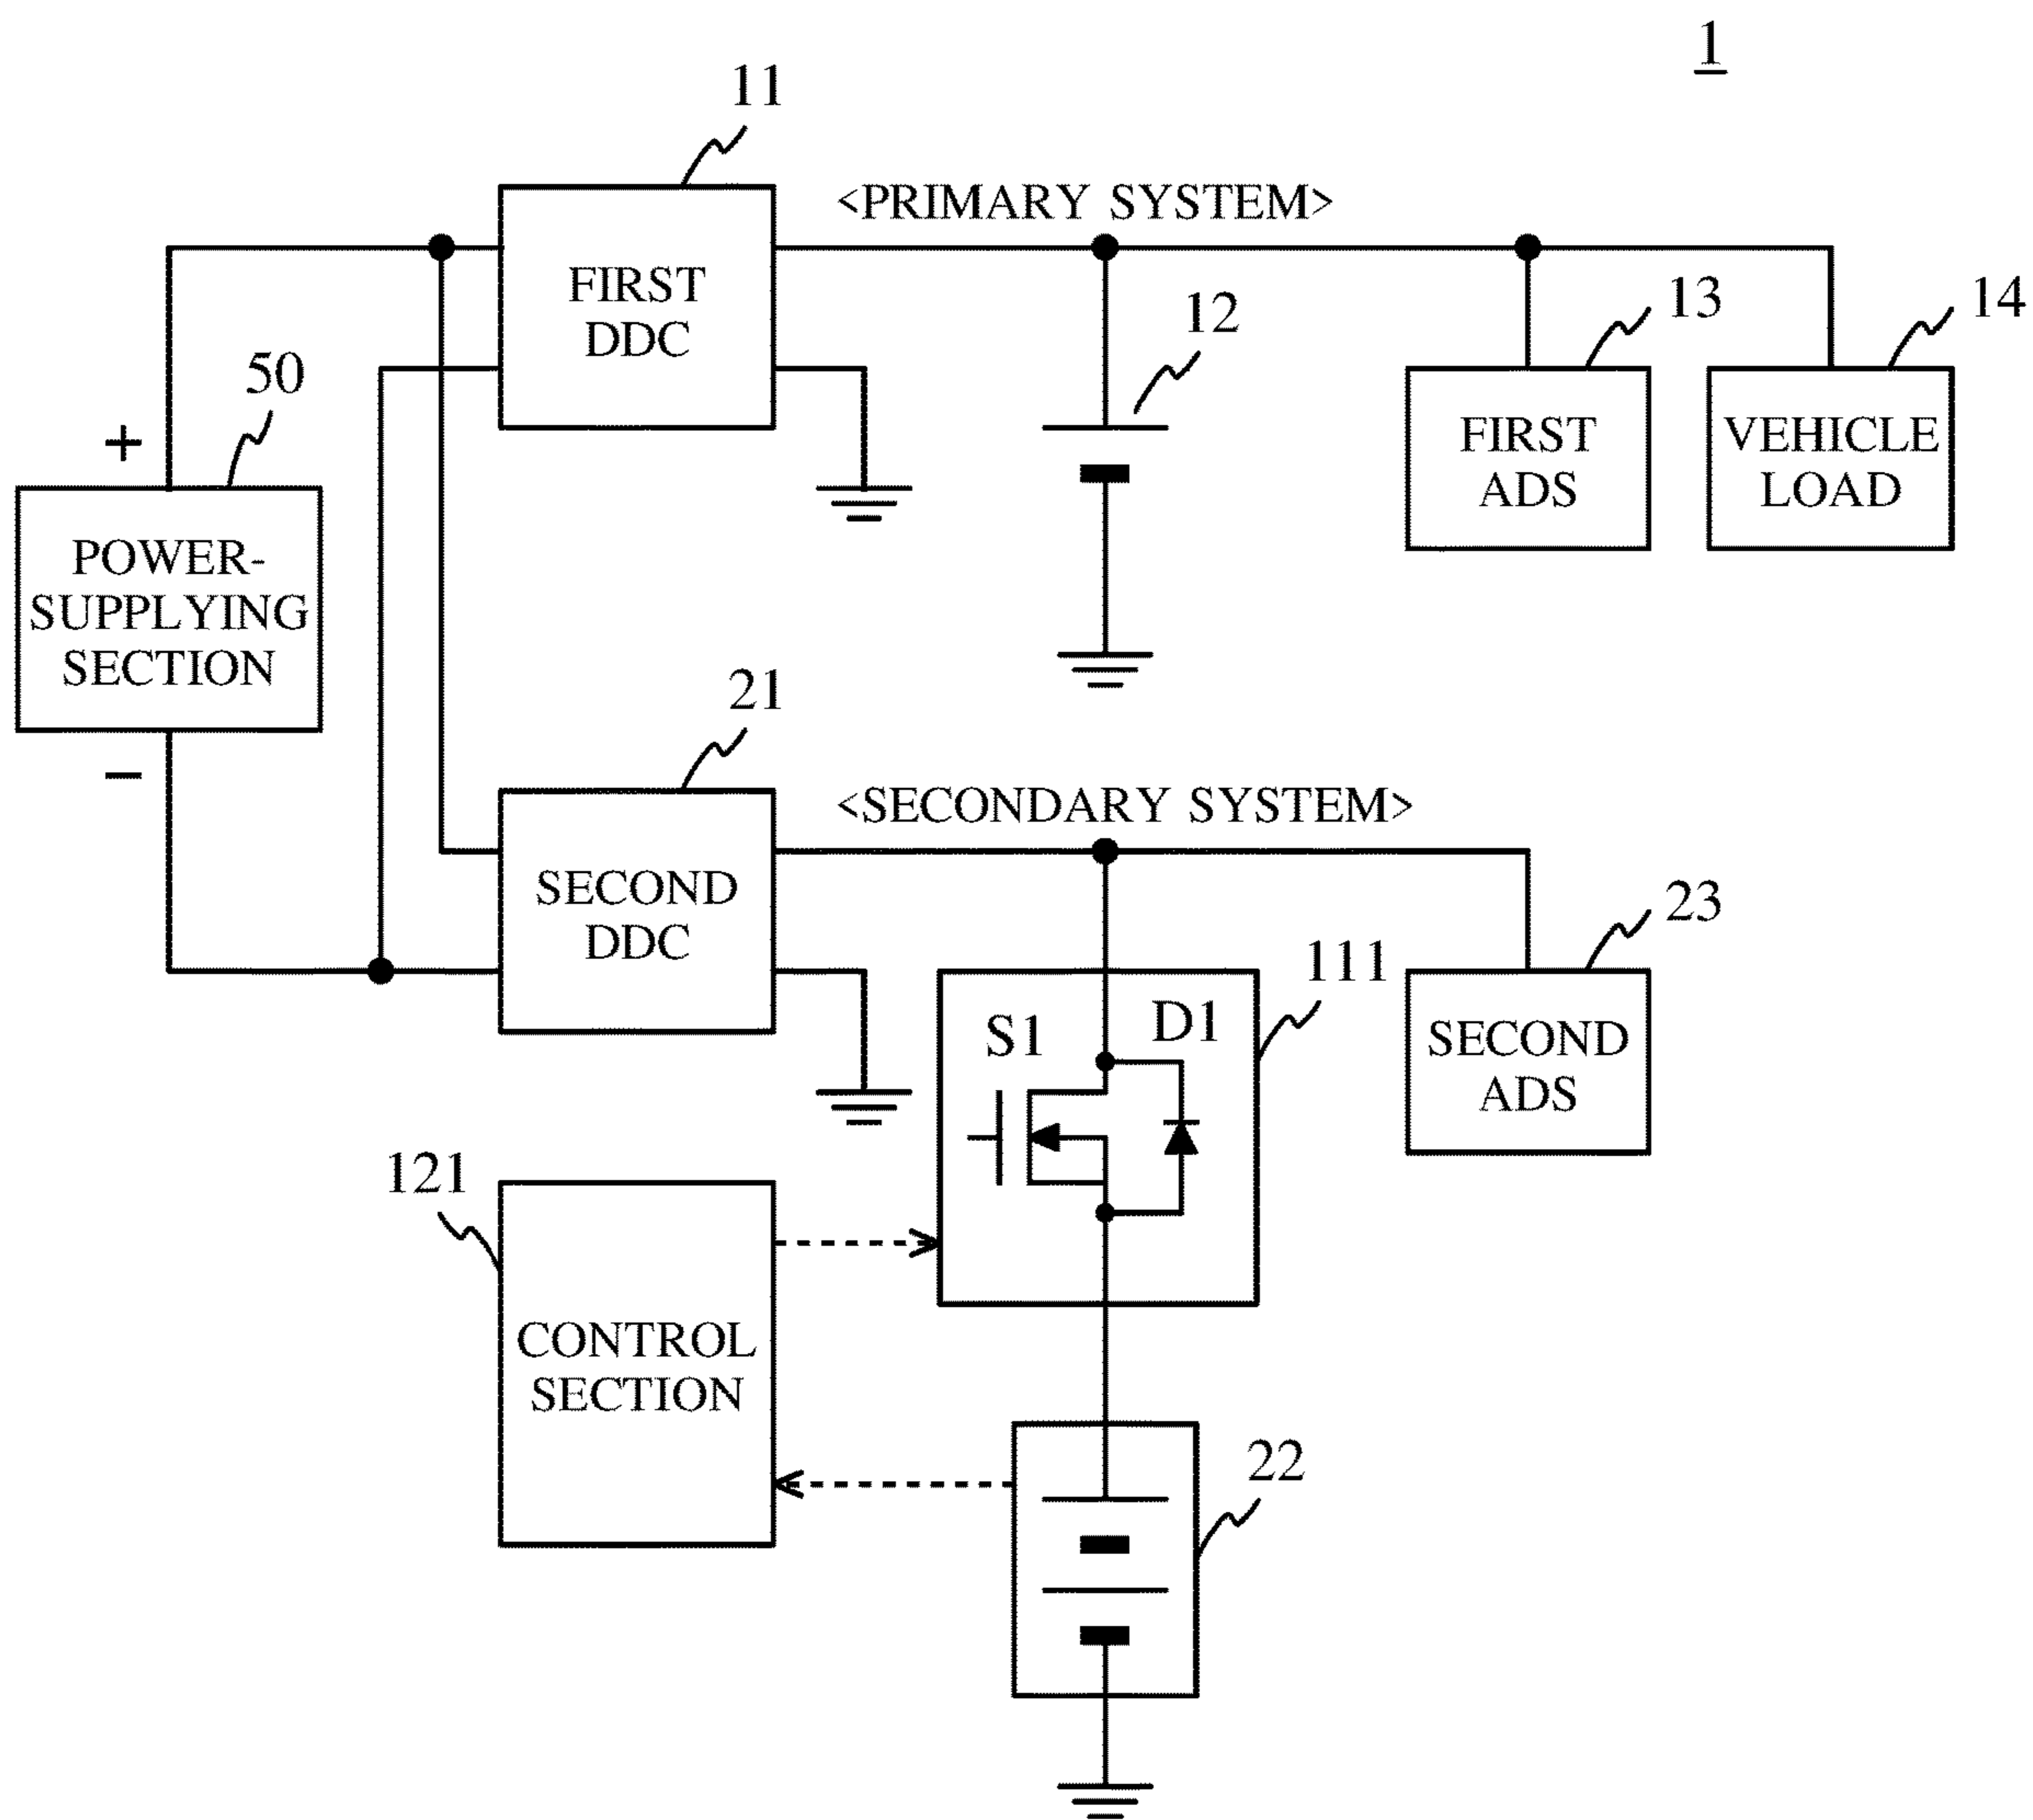 1
11
<PRIMARY SYSTEM>
FIRST
DDC
12
13
14
50
+
FIRST
ADS
VEHICLE
LOAD
POWER-
SUPPLYING
SECTION
−
21
<SECONDARY SYSTEM>
SECOND
DDC
23
111
S1
D1
SECOND
ADS
121
CONTROL
SECTION
22